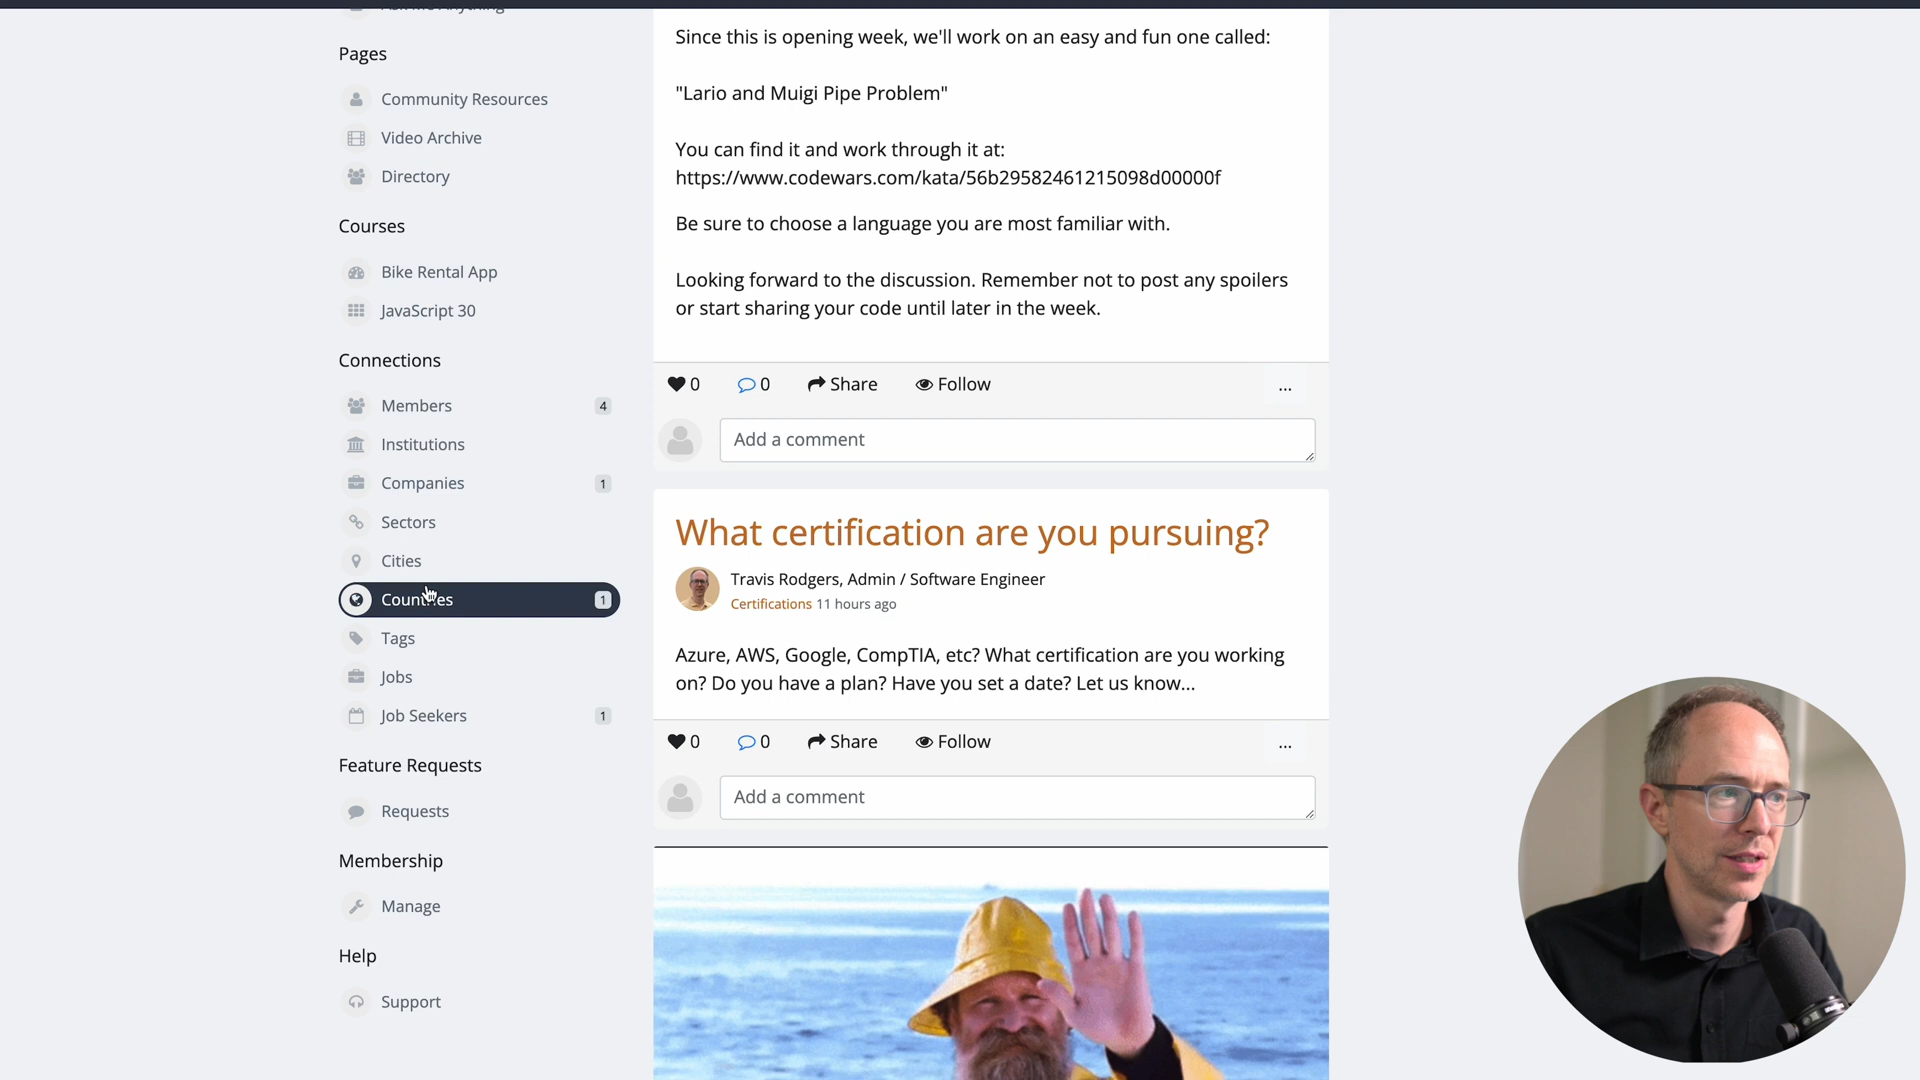 Pages
Community Resources
Video Archive
Directory
Courses
Bike Rental App
JavaScript 30
Connections
Members 4
Institutions
Companies 1
Sectors
Cities
Countries 1
Tags
Jobs
Job Seekers 1
Feature Requests
Requests
Membership
Manage
Help
Support
Since this is opening week, we'll work on an easy and fun one called:
"Lario and Muigi Pipe Problem"
You can find it and work through it at:
https://www.codewars.com/kata/56b29582461215098d00000f
Be sure to choose a language you are most familiar with.
Looking forward to the discussion. Remember not to post any spoilers
or start sharing your code until later in the week.
0 0 Share Follow ...
Add a comment
What certification are you pursuing?
Travis Rodgers, Admin / Software Engineer
Certifications 11 hours ago
Azure, AWS, Google, CompTIA, etc? What certification are you working
on? Do you have a plan? Have you set a date? Let us know...
0 0 Share Follow ...
Add a comment